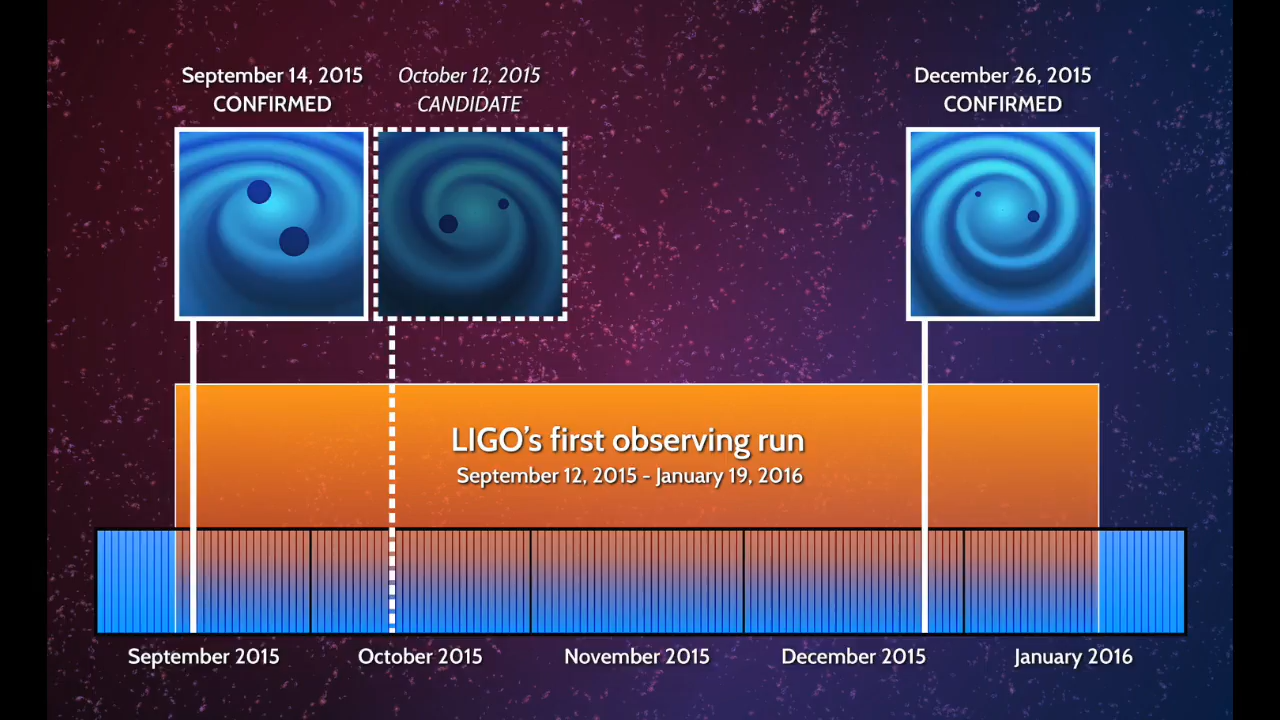 September 14, 2015
CONFIRMED
October 12, 2015
CANDIDATE
December 26, 2015
CONFIRMED
LIGO’s first observing run
September 12, 2015 - January 19, 2016
September 2015
October 2015
November 2015
December 2015
January 2016